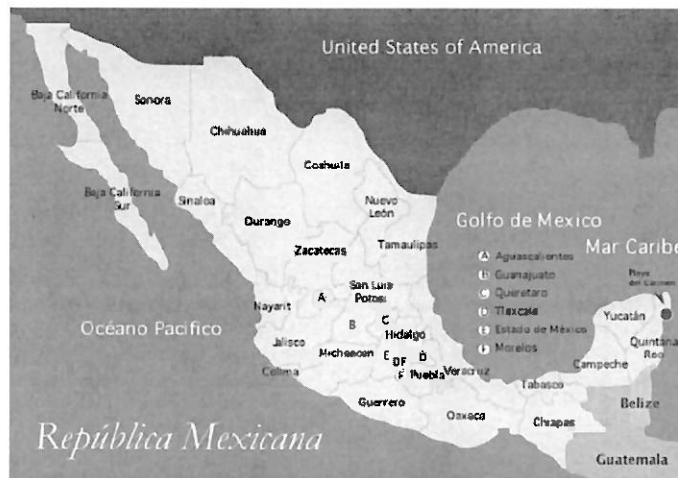 United States of America
Baja California
Norte
Sonora
Chihuahua
Coahuila
Baja California
Sur
Sinaloa
Nuevo
León
Durango
Golfo de Mexico
Zacatecas
Tamaulipas
Mar Caribe
A Aguascalientes
B Guanajuato
C Querétaro
D Tlaxcala
E Estado de México
F Morelos
Playa
del Carmen
San Luis
Potosi
A
Nayarit
B
C
Hidalgo
Yucatán
Océano Pacifico
Jalisco
Michoacan
E
DF
D
Quintana
Roo
Campeche
Colima
F
Puebla
Veracruz
Tabasco
Guerrero
Oaxaca
Chiapas
Belize
República Mexicana
Guatemala